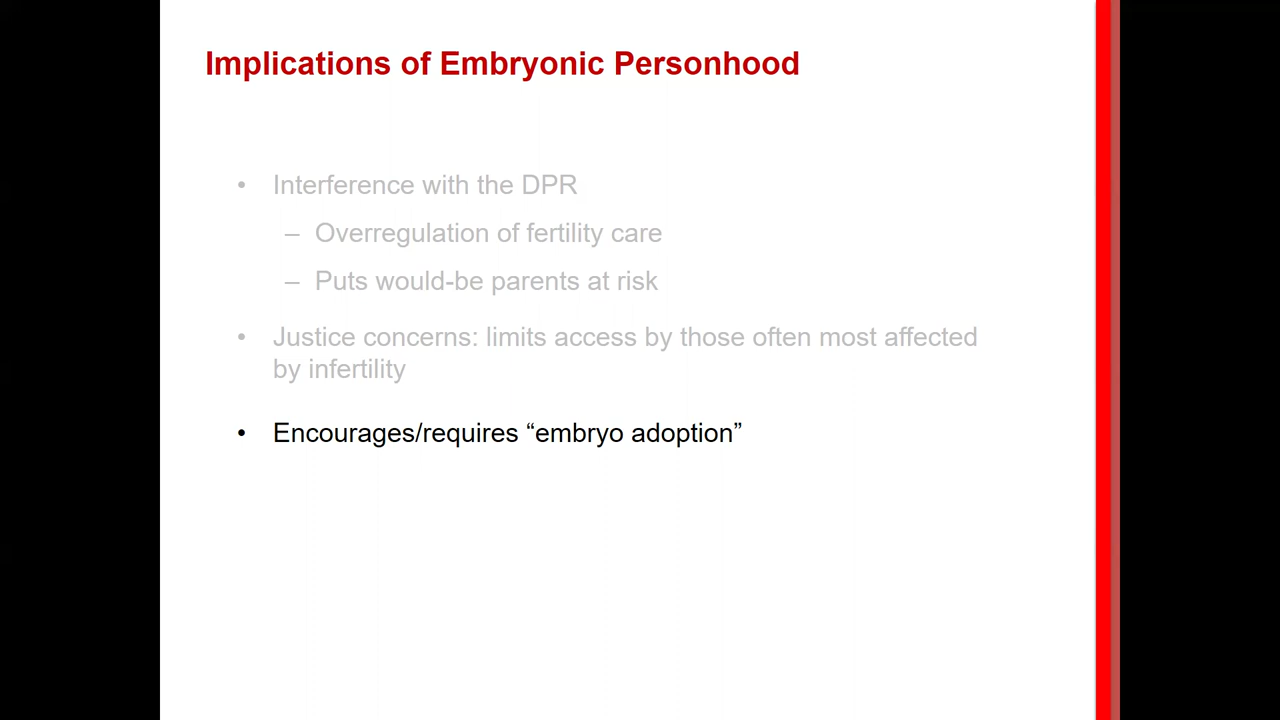 Implications of Embryonic Personhood
• Interference with the DPR
– Overregulation of fertility care
– Puts would-be parents at risk
• Justice concerns: limits access by those often most affected
by infertility
• Encourages/requires “embryo adoption”